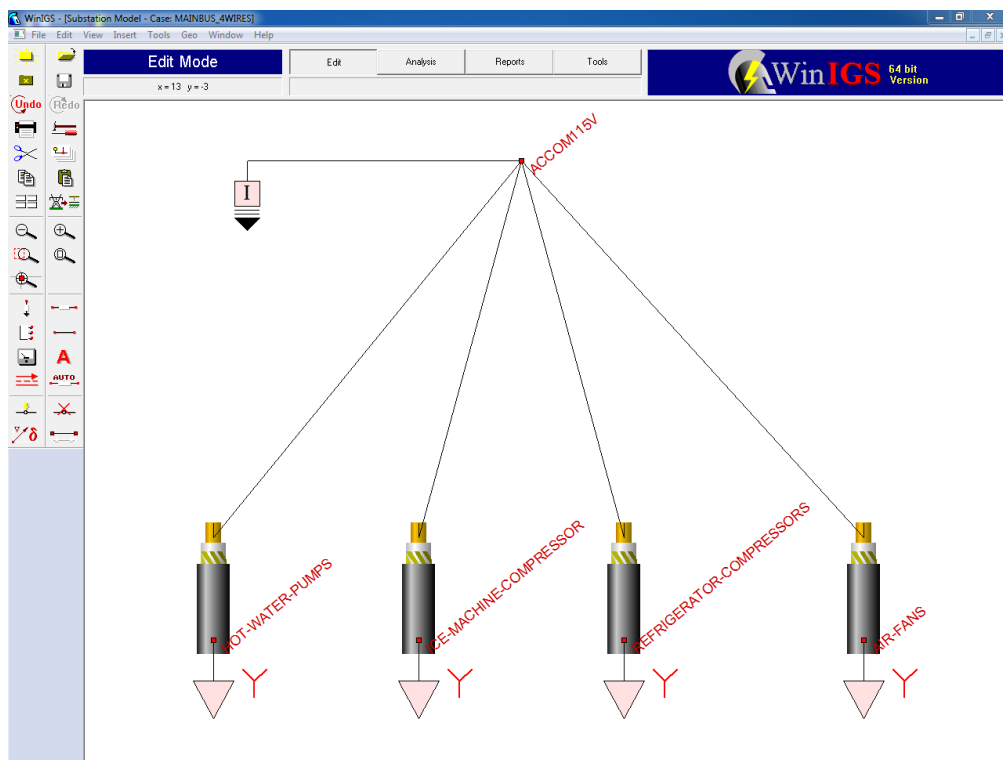 WinIGS - [Substation Model - Case: MAINBUS_4WIRES]
File Edit View Insert Tools Geo Window Help
Edit Mode
Edit
Analysis
Reports
Tools
WinIGS
64 bit
Version
x = 13 y = -3
Undo
Redo
A
AUTO
δ
ACCOM115V
I
HOT-WATER-PUMPS
ICE-MACHINE-COMPRESSOR
REFRIGERATOR-COMPRESSORS
AIR-FANS